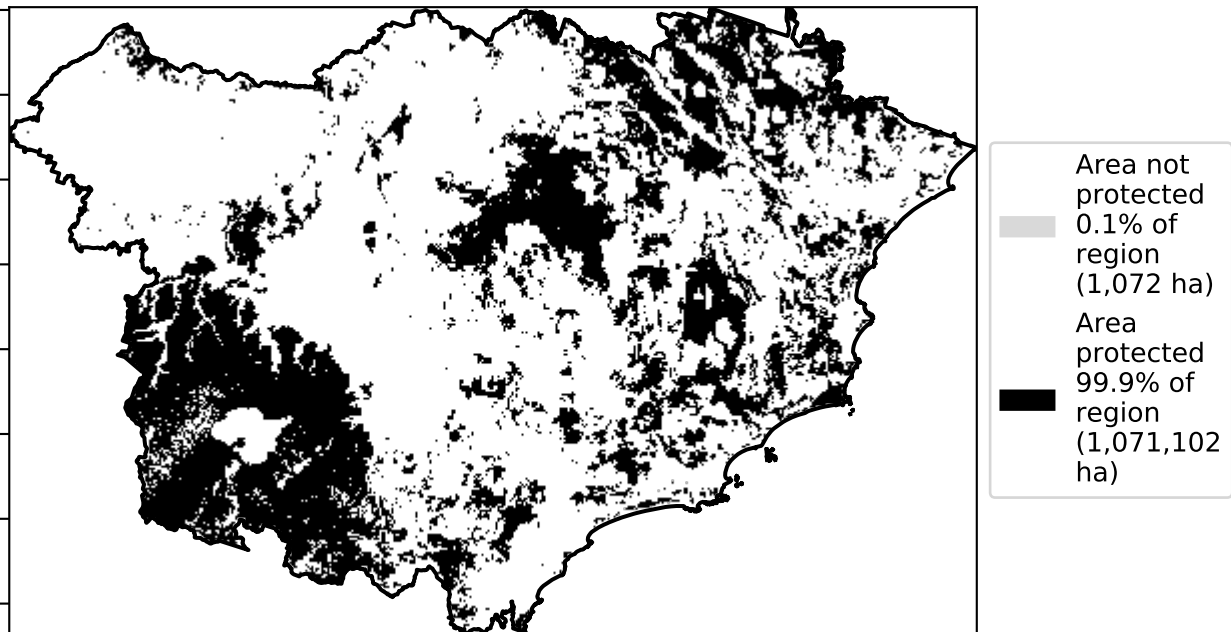 Area not
protected
0.1% of
region
(1,072 ha)
Area
protected
99.9% of
region
(1,071,102
ha)